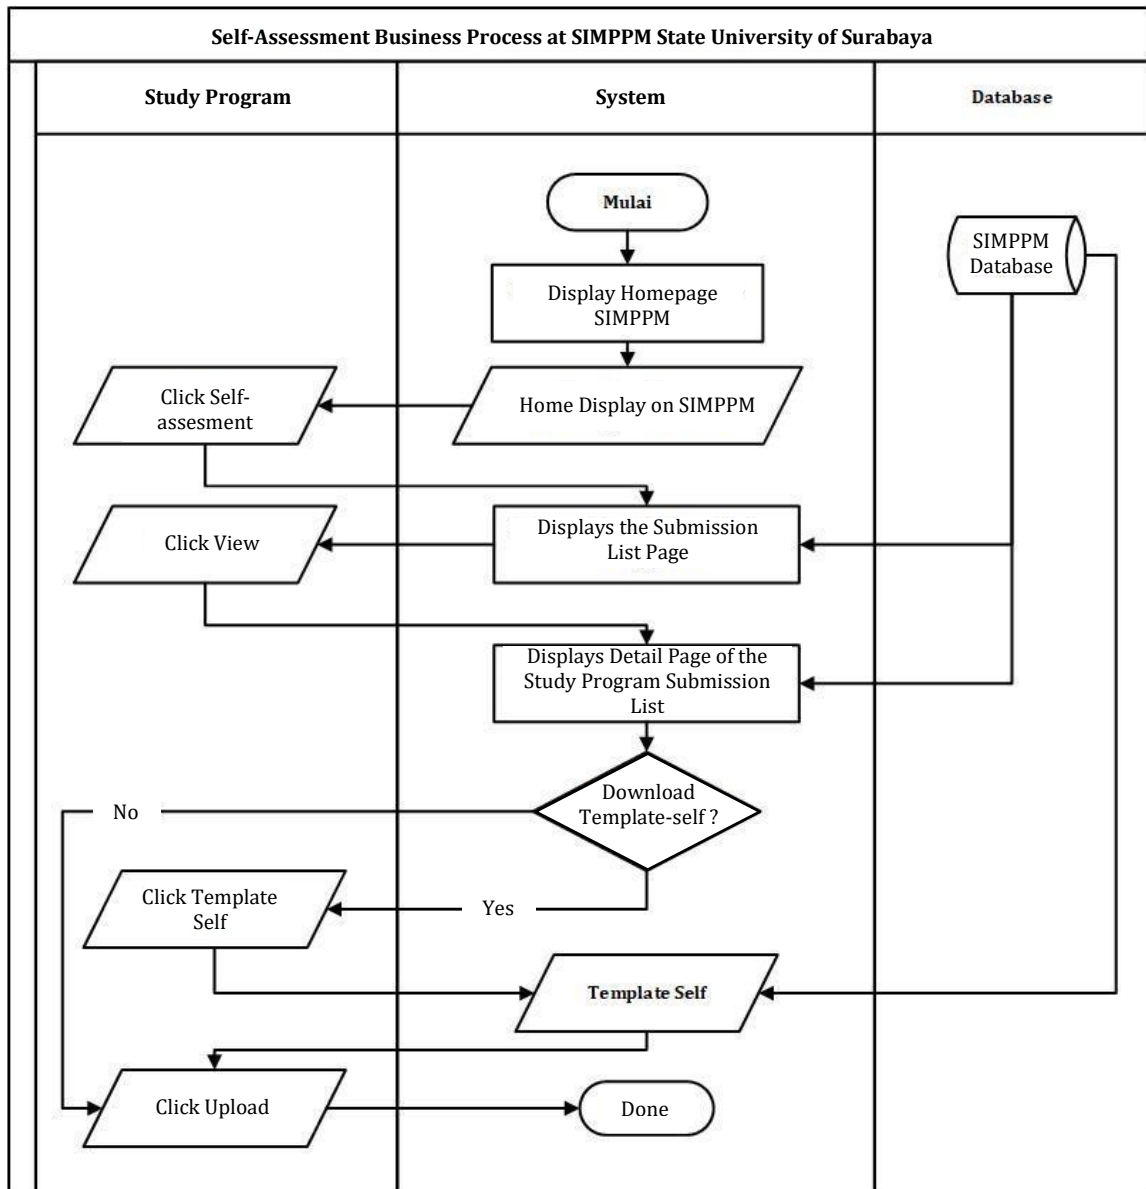 Self-Assessment Business Process at SIMPPM State University of Surabaya
Study Program
System
Database
Mulai
SIMPPM
Database
Display Homepage
SIMPPM
Click Self-
assesment
Home Display on SIMPPM
Click View
Displays the Submission
List Page
Displays Detail Page of the
Study Program Submission
List
Download
Template-self ?
No
Click Template
Self
Yes
Template Self
Click Upload
Done